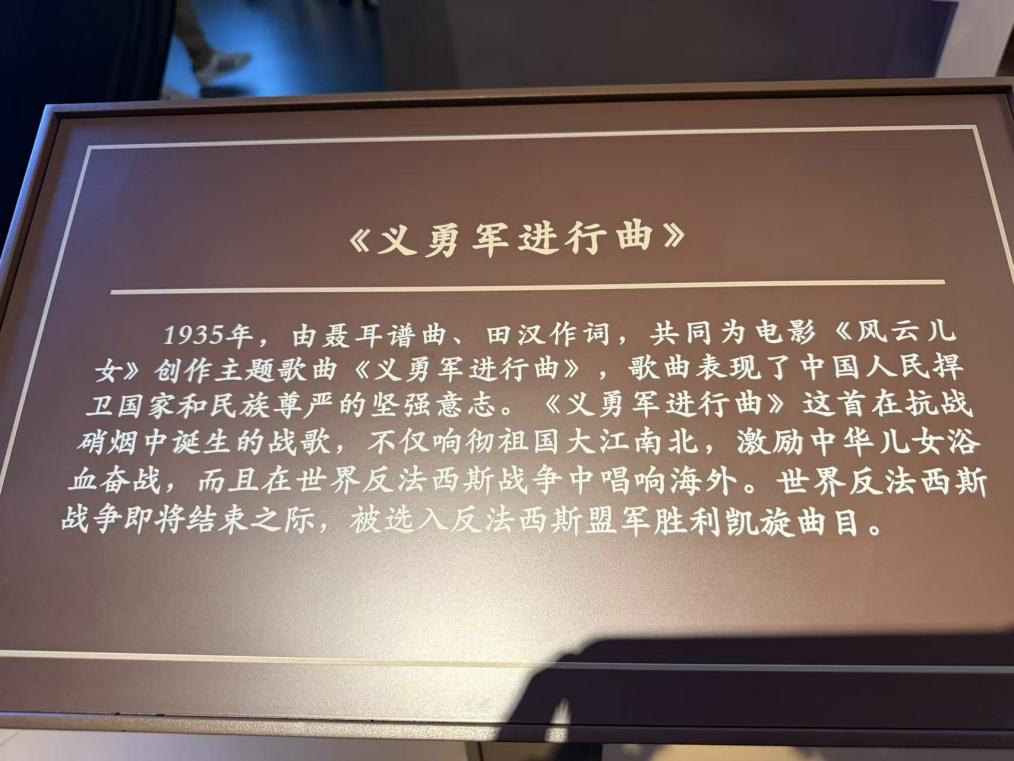 《义勇军进行曲》
1935年，由聂耳谱曲、田汉作词，共同为电影《风云儿
女》创作主题歌曲《义勇军进行曲》，歌曲表现了中国人民捍
卫国家和民族尊严的坚强意志。《义勇军进行曲》这首在抗战
硝烟中诞生的战歌，不仅响彻祖国大江南北，激励中华儿女浴
血奋战，而且在世界反法西斯战争中唱响海外。世界反法西斯
战争即将结束之际，被选入反法西斯盟军胜利凯旋曲目。